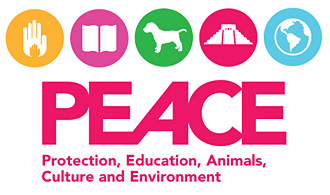 PEACE
Protection, Education, Animals,
Culture and Environment